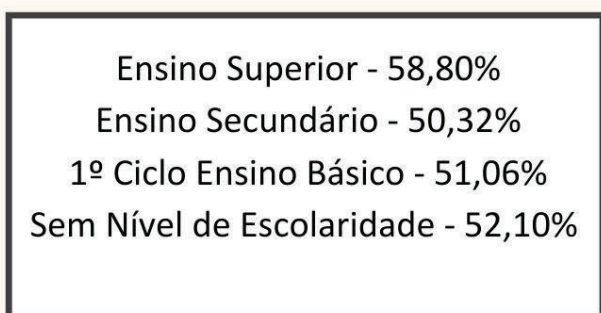 Ensino Superior - 58,80%
Ensino Secundário - 50,32%
1º Ciclo Ensino Básico - 51,06%
Sem Nível de Escolaridade - 52,10%